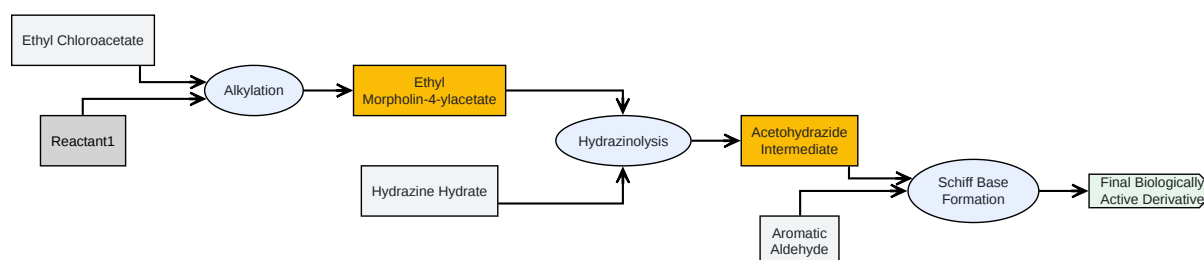 Ethyl Chloroacetate
Reactant1
Alkylation
Ethyl
Morpholin-4-ylacetate
Hydrazine Hydrate
Hydrazinolysis
Acetohydrazide
Intermediate
Aromatic
Aldehyde
Schiff Base
Formation
Final Biologically
Active Derivative